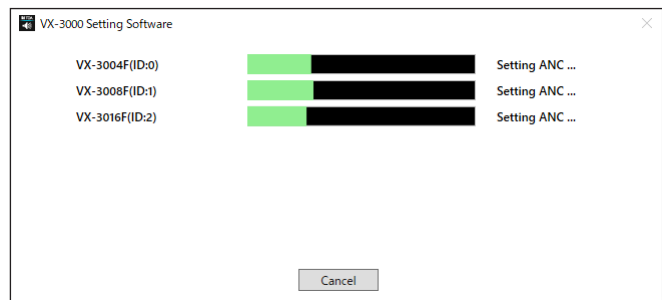 VX-3000 Setting Software
VX-3004F(ID:0) Setting ANC ...
VX-3008F(ID:1) Setting ANC ...
VX-3016F(ID:2) Setting ANC ...
Cancel